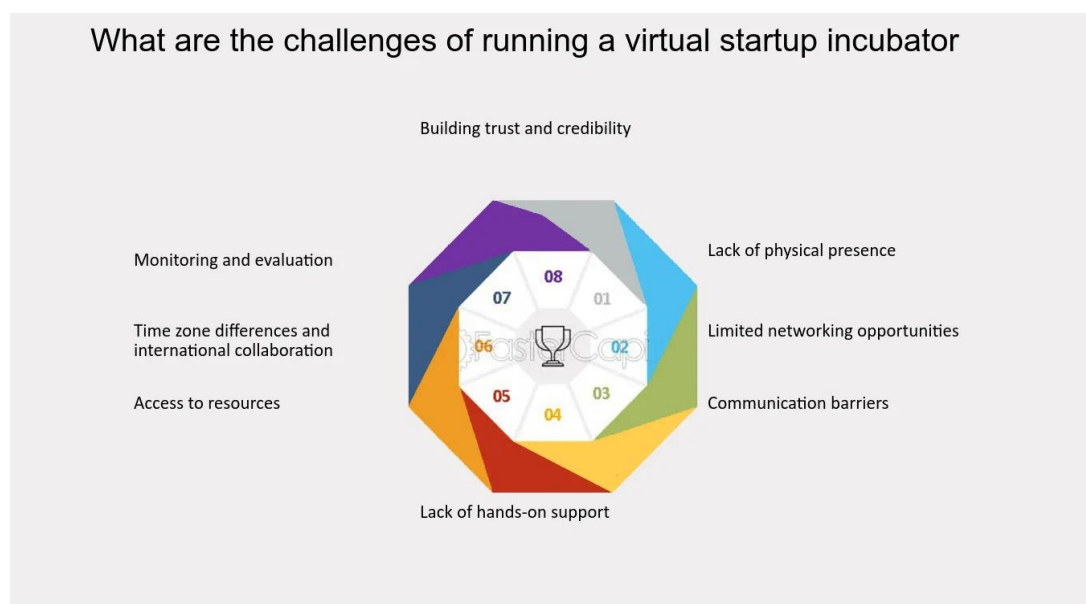 What are the challenges of running a virtual startup incubator
Building trust and credibility
Monitoring and evaluation
Lack of physical presence
08
07
01
Time zone differences and
international collaboration
Limited networking opportunities
06
02
Access to resources
Communication barriers
05
03
04
Lack of hands-on support